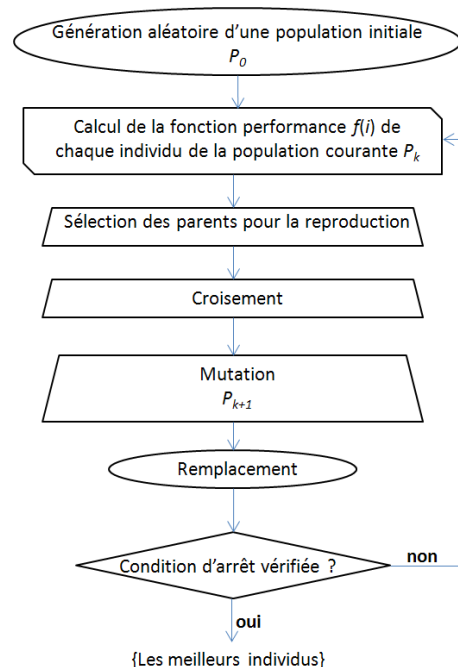 Génération aléatoire d'une population initiale
P0
Calcul de la fonction performance f(i) de
chaque individu de la population courante Pk
Sélection des parents pour la reproduction
Croisement
Mutation
Pk+1
Remplacement
Condition d'arrêt vérifiée ?
non
oui
{Les meilleurs individus}